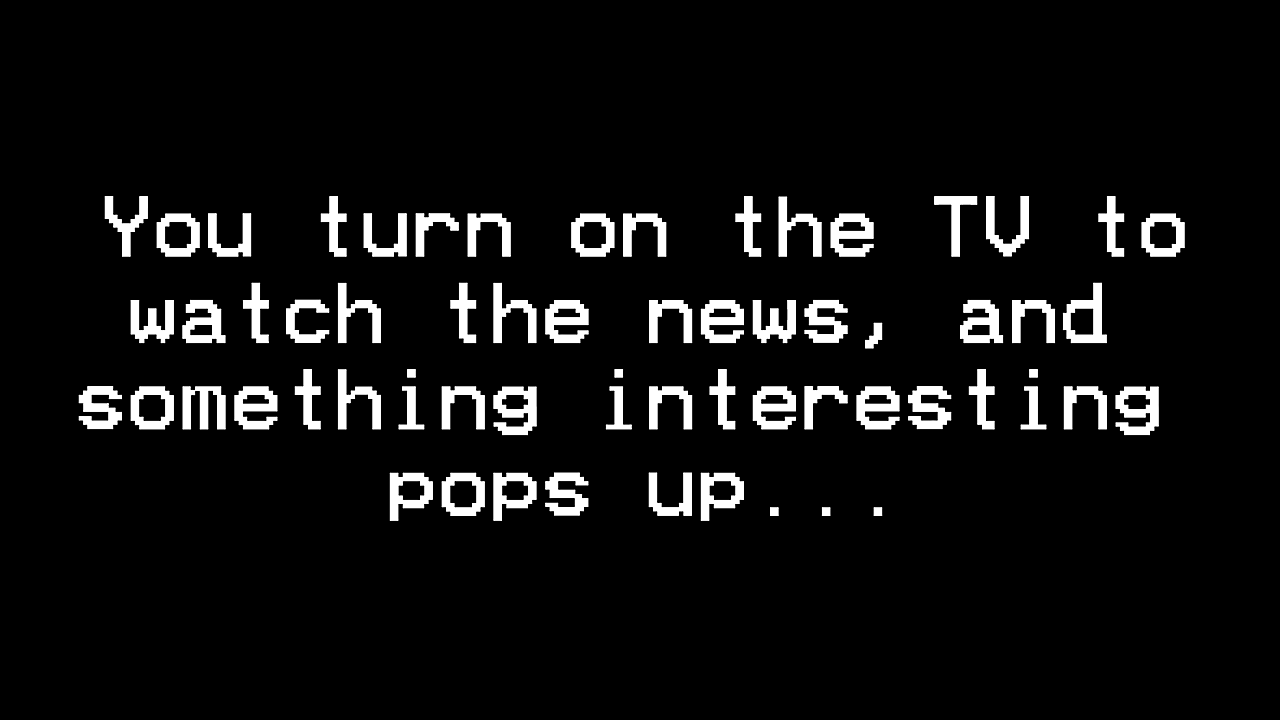 You turn on the TV to
watch the news, and
something interesting
pops up...